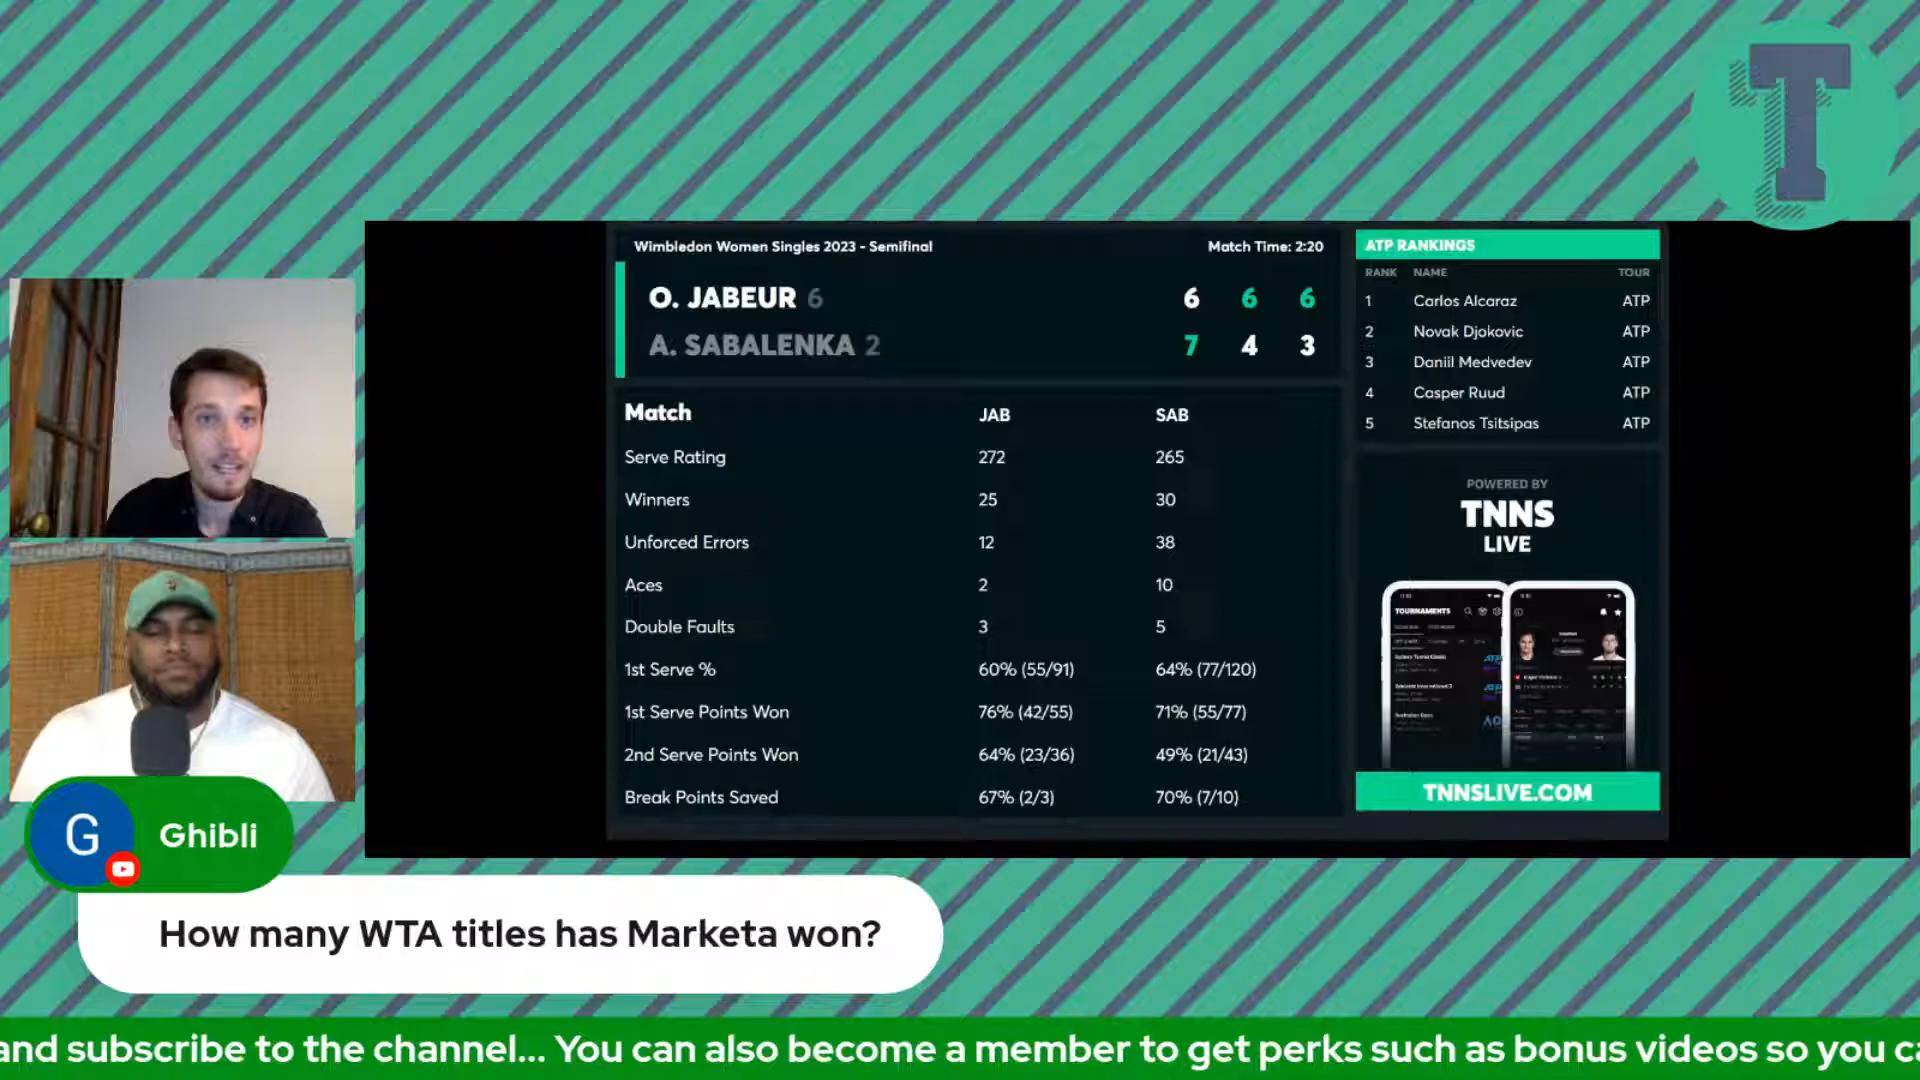 T
Wimbledon Women Singles 2023 - Semifinal Match Time: 2:20
O. JABEUR 6 6 6 6
A. SABALENKA 2 7 4 3
Match JAB SAB
Serve Rating 272 265
Winners 25 30
Unforced Errors 12 38
Aces 2 10
Double Faults 3 5
1st Serve % 60% (55/91) 64% (77/120)
1st Serve Points Won 76% (42/55) 71% (55/77)
2nd Serve Points Won 64% (23/36) 49% (21/43)
Break Points Saved 67% (2/3) 70% (7/10)
ATP RANKINGS
RANK NAME TOUR
1 Carlos Alcaraz ATP
2 Novak Djokovic ATP
3 Daniil Medvedev ATP
4 Casper Ruud ATP
5 Stefanos Tsitsipas ATP
POWERED BY
TNNS
LIVE
TOURNAMENTS
TNNSLIVE.COM
G Ghibli
How many WTA titles has Marketa won?
and subscribe to the channel... You can also become a member to get perks such as bonus videos so you ca